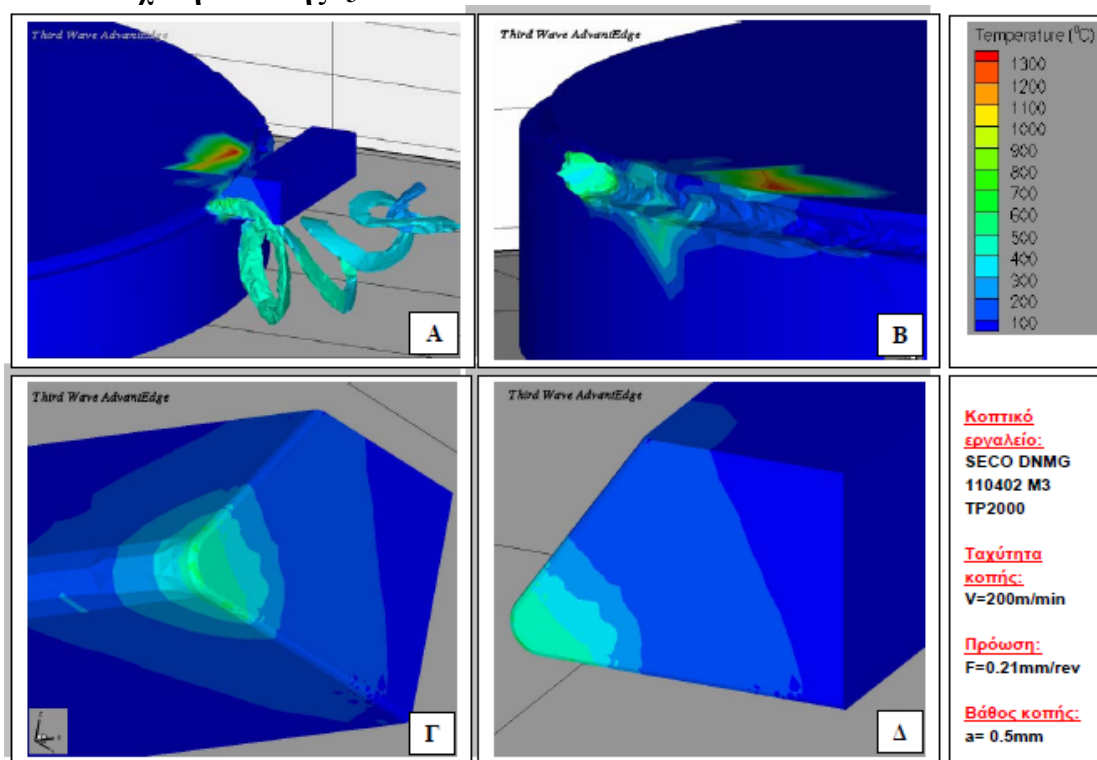 Third Wave AdvantEdge
A
Third Wave AdvantEdge
B
Temperature (⁰C)
1300
1200
1100
1000
900
800
700
600
500
400
300
200
100
Third Wave AdvantEdge
Γ
Third Wave AdvantEdge
Δ
Κοπτικό
εργαλείο:
SECO DNMG
110402 M3
TP2000
Ταχύτητα
κοπής:
V=200m/min
Πρόωση:
F=0.21mm/rev
Βάθος κοπής:
a= 0.5mm